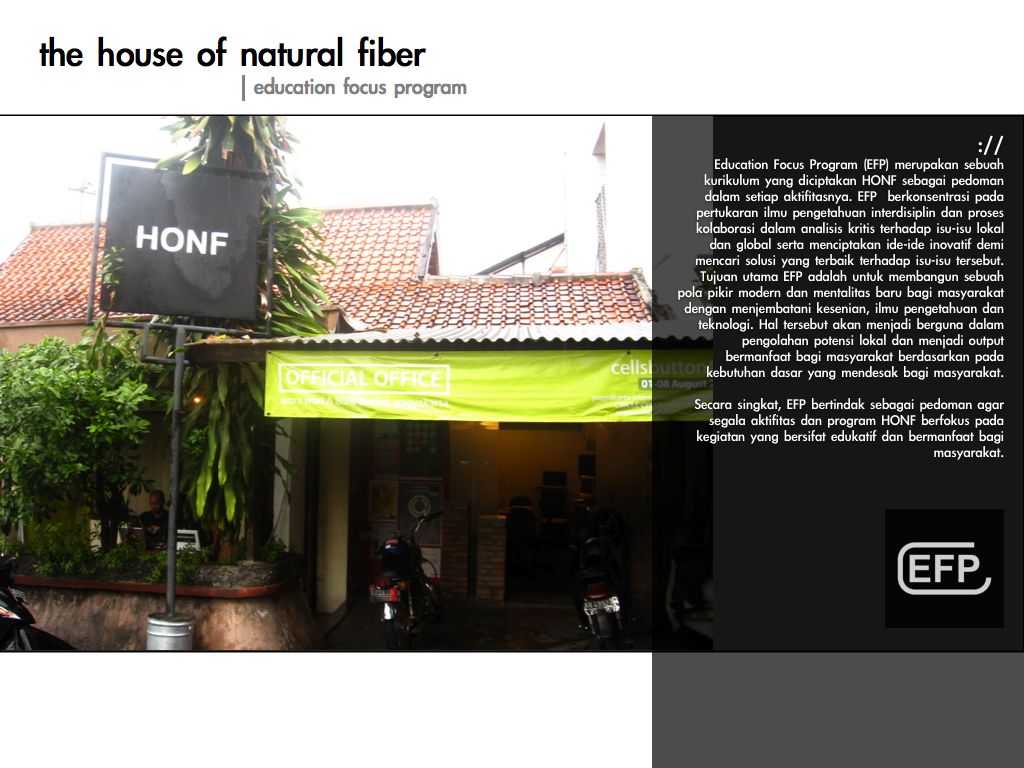 the house of natural fiber
education focus program
HONF
OFFICIAL OFFICE
cellsbutton
01-08 August
://
Education Focus Program (EFP) merupakan sebuah
kurikulum yang diciptakan HONF sebagai pedoman
dalam setiap aktifitasnya. EFP berkonsentrasi pada
pertukaran ilmu pengetahuan interdisiplin dan proses
kolaborasi dalam analisis kritis terhadap isu-isu lokal
dan global serta menciptakan ide-ide inovatif demi
mencari solusi yang terbaik terhadap isu-isu tersebut.
Tujuan utama EFP adalah untuk membangun sebuah
pola pikir modern dan mentalitas baru bagi masyarakat
dengan menjembatani kesenian, ilmu pengetahuan dan
teknologi. Hal tersebut akan menjadi berguna dalam
pengolahan potensi lokal dan menjadi output
bermanfaat bagi masyarakat berdasarkan pada
kebutuhan dasar yang mendesak bagi masyarakat.
Secara singkat, EFP bertindak sebagai pedoman agar
segala aktifitas dan program HONF berfokus pada
kegiatan yang bersifat edukatif dan bermanfaat bagi
masyarakat.
EFP